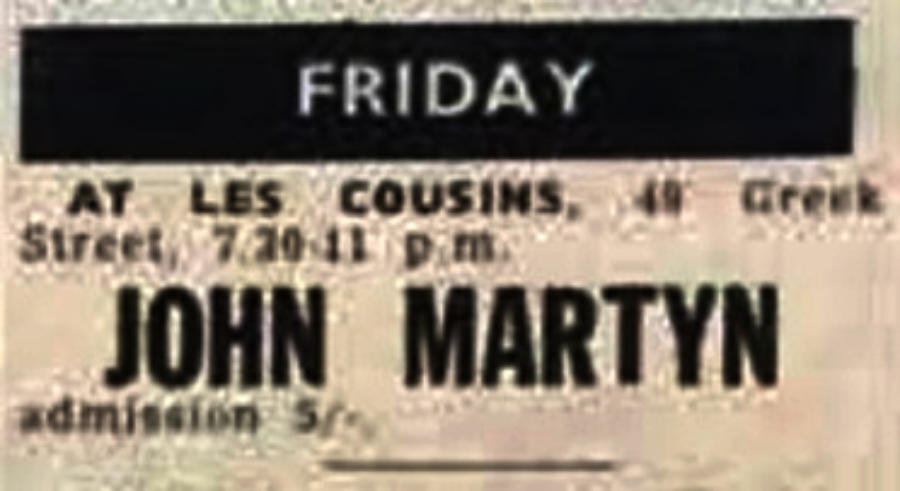 FRIDAY
AT LES COUSINS, 49 Greek
Street, 7.30-11 p.m.
JOHN MARTYN
admission 5/-.